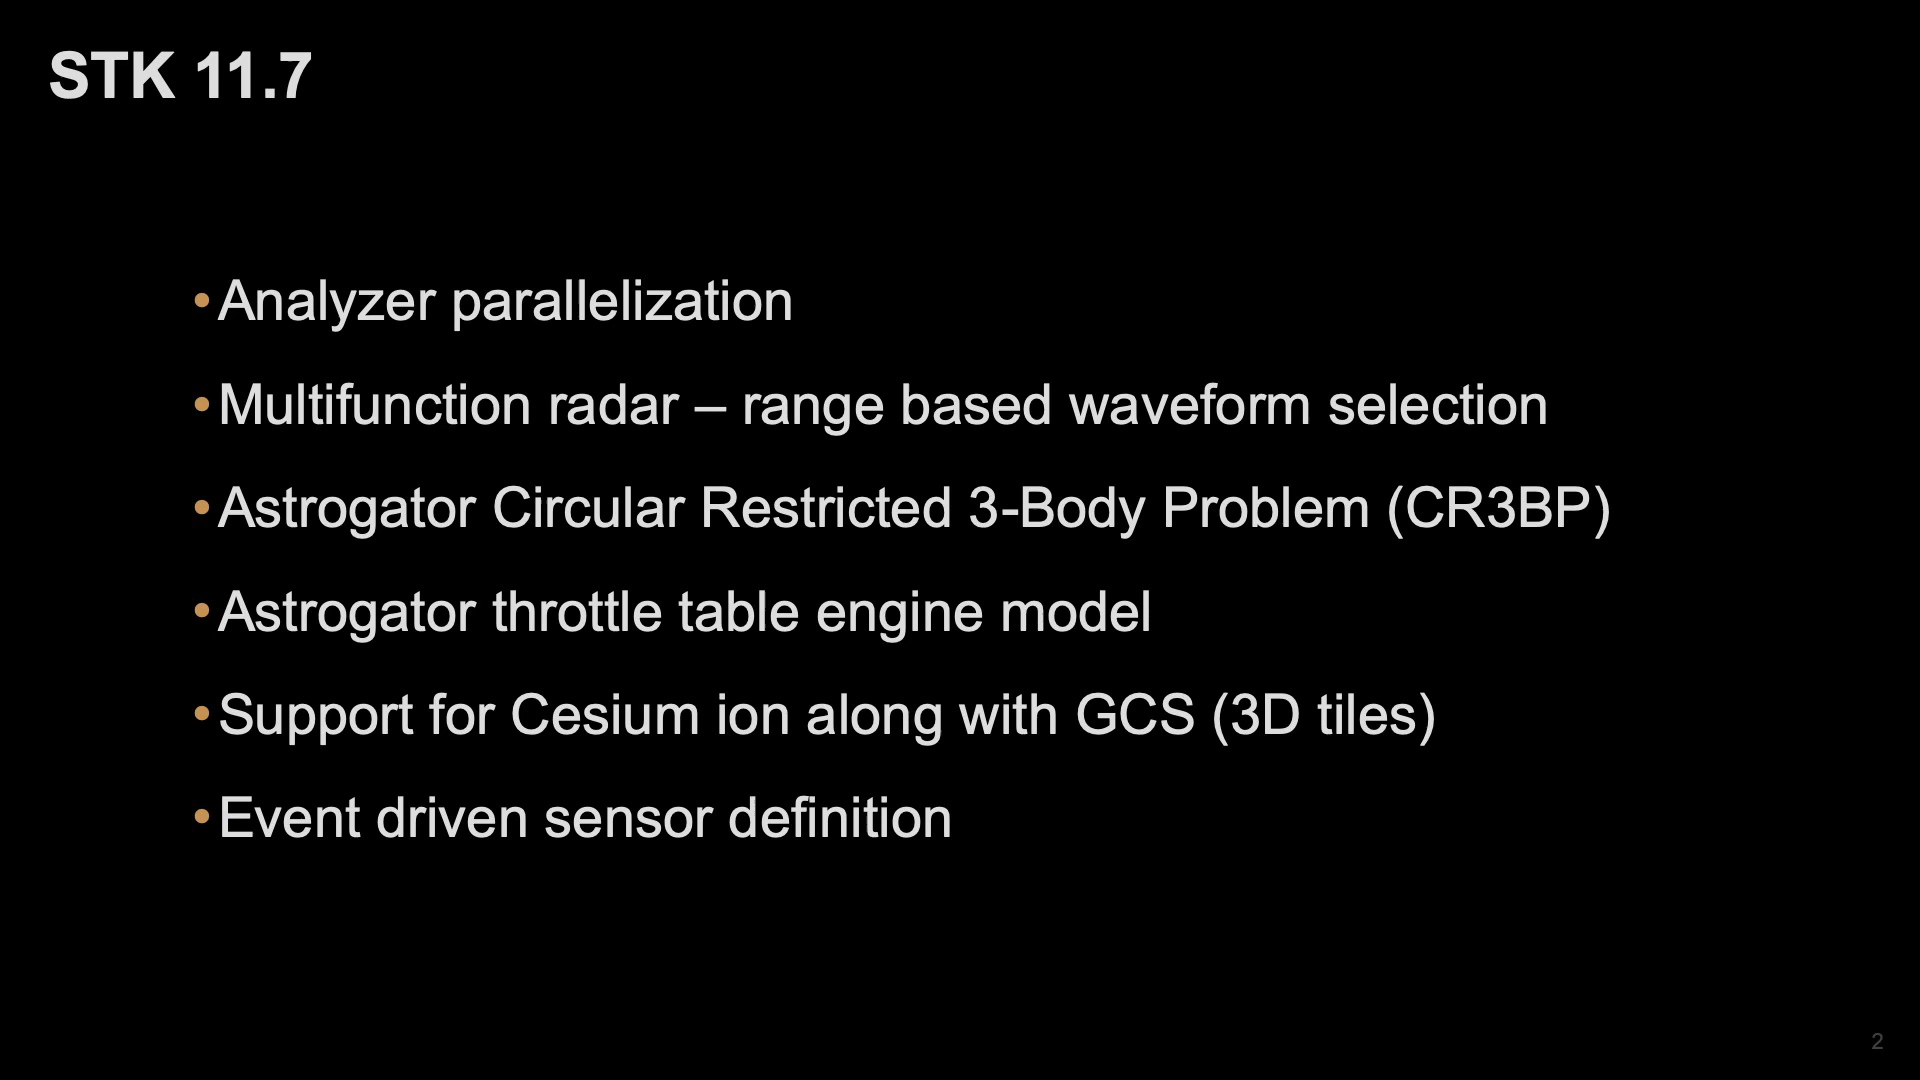 STK 11.7
•Analyzer parallelization
•Multifunction radar – range based waveform selection
•Astrogator Circular Restricted 3-Body Problem (CR3BP)
•Astrogator throttle table engine model
•Support for Cesium ion along with GCS (3D tiles)
•Event driven sensor definition
2